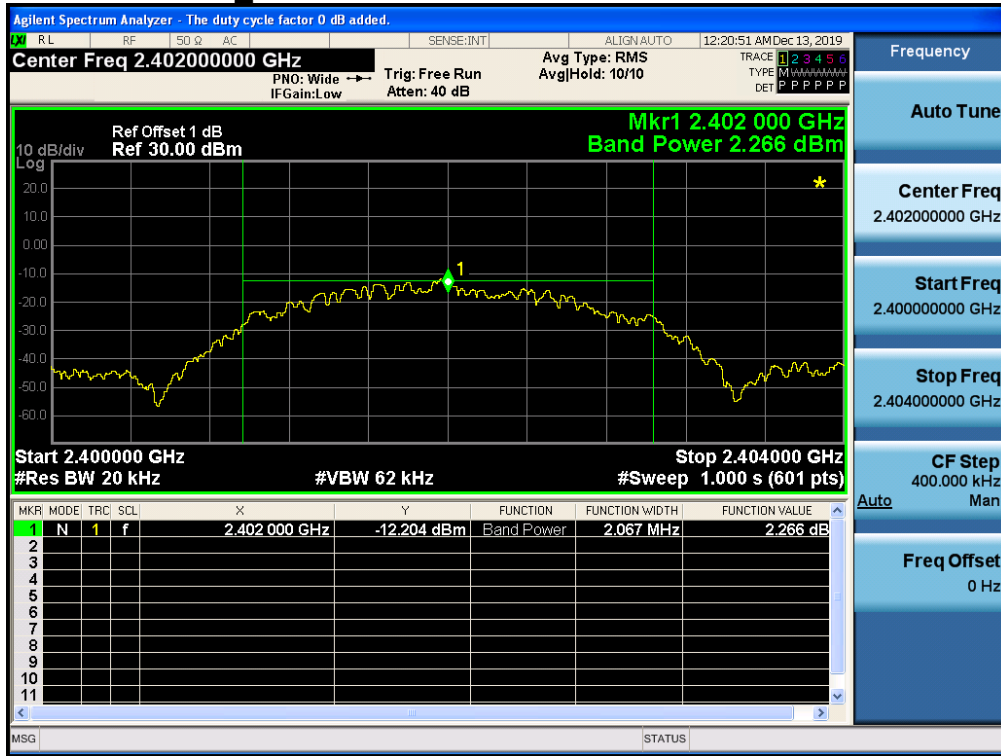 Agilent Spectrum Analyzer - The duty cycle factor 0 dB added.
LXI RL RF 50 Ω AC SENSE:INT ALIGN AUTO 12:20:51 AM Dec 13, 2019
Center Freq 2.402000000 GHz Avg Type: RMS TRACE 1 2 3 4 5 6
PNO: Wide Trig: Free Run Avg|Hold: 10/10 TYPE M
IFGain:Low Atten: 40 dB DET P P P P P P
Mkr1 2.402 000 GHz
Ref Offset 1 dB
10 dB/div Ref 30.00 dBm Band Power 2.266 dBm
Log
20.0
10.0
0.00
1
-10.0
-20.0
-30.0
-40.0
-50.0
-60.0
Start 2.400000 GHz Stop 2.404000 GHz
#Res BW 20 kHz #VBW 62 kHz #Sweep 1.000 s (601 pts)
MKR MODE TRC SCL X Y FUNCTION FUNCTION WIDTH FUNCTION VALUE
1 N 1 f 2.402 000 GHz -12.204 dBm Band Power 2.067 MHz 2.266 dB
2
3
4
5
6
7
8
9
10
11
MSG STATUS
Frequency
Auto Tune
Center Freq
2.402000000 GHz
Start Freq
2.400000000 GHz
Stop Freq
2.404000000 GHz
CF Step
400.000 kHz
Auto Man
Freq Offset
0 Hz